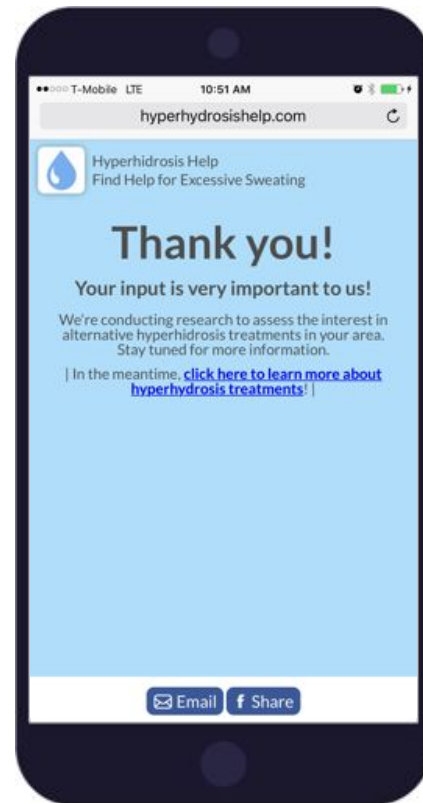 T-Mobile LTE 10:51 AM
hyperhydrosishelp.com
Hyperhidrosis Help
Find Help for Excessive Sweating
Thank you!
Your input is very important to us!
We're conducting research to assess the interest in
alternative hyperhidrosis treatments in your area.
Stay tuned for more information.
| In the meantime, click here to learn more about
hyperhydrosis treatments! |
Email f Share